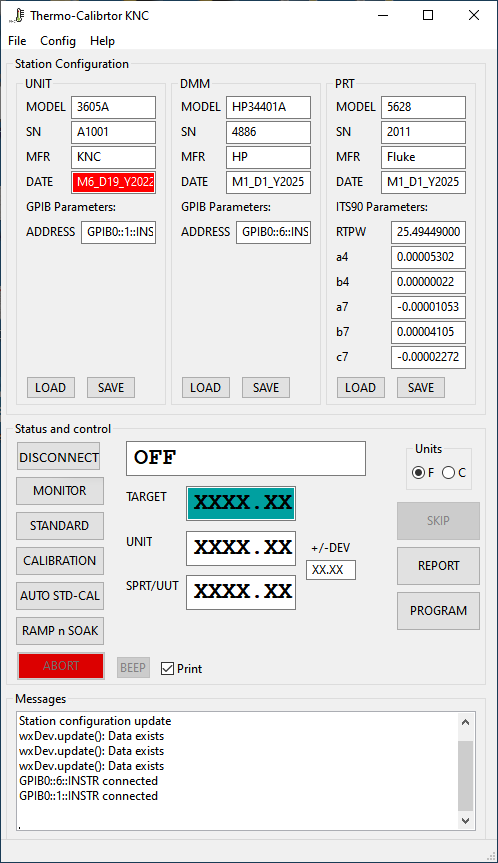 Thermo-Calibrtor KNC
File Config Help
Station Configuration
UNIT
MODEL 3605A
SN A1001
MFR KNC
DATE M6_D19_Y2022
GPIB Parameters:
ADDRESS GPIB0::1::INS
LOAD SAVE
DMM
MODEL HP34401A
SN 4886
MFR HP
DATE M1_D1_Y2025
GPIB Parameters:
ADDRESS GPIB0::6::INS
LOAD SAVE
PRT
MODEL 5628
SN 2011
MFR Fluke
DATE M1_D1_Y2025
ITS90 Parameters:
RTPW 25.49449000
a4 0.00005302
b4 0.00000022
a7 -0.00001053
b7 0.00004105
c7 -0.00002272
LOAD SAVE
Status and control
DISCONNECT
MONITOR
STANDARD
CALIBRATION
AUTO STD-CAL
RAMP n SOAK
ABORT
OFF
TARGET XXXX.XX
UNIT XXXX.XX
SPRT/UUT XXXX.XX
+/-DEV
XX.XX
BEEP Print
Units
F C
SKIP
REPORT
PROGRAM
Messages
Station configuration update
wxDev.update(): Data exists
wxDev.update(): Data exists
wxDev.update(): Data exists
GPIB0::6::INSTR connected
GPIB0::1::INSTR connected